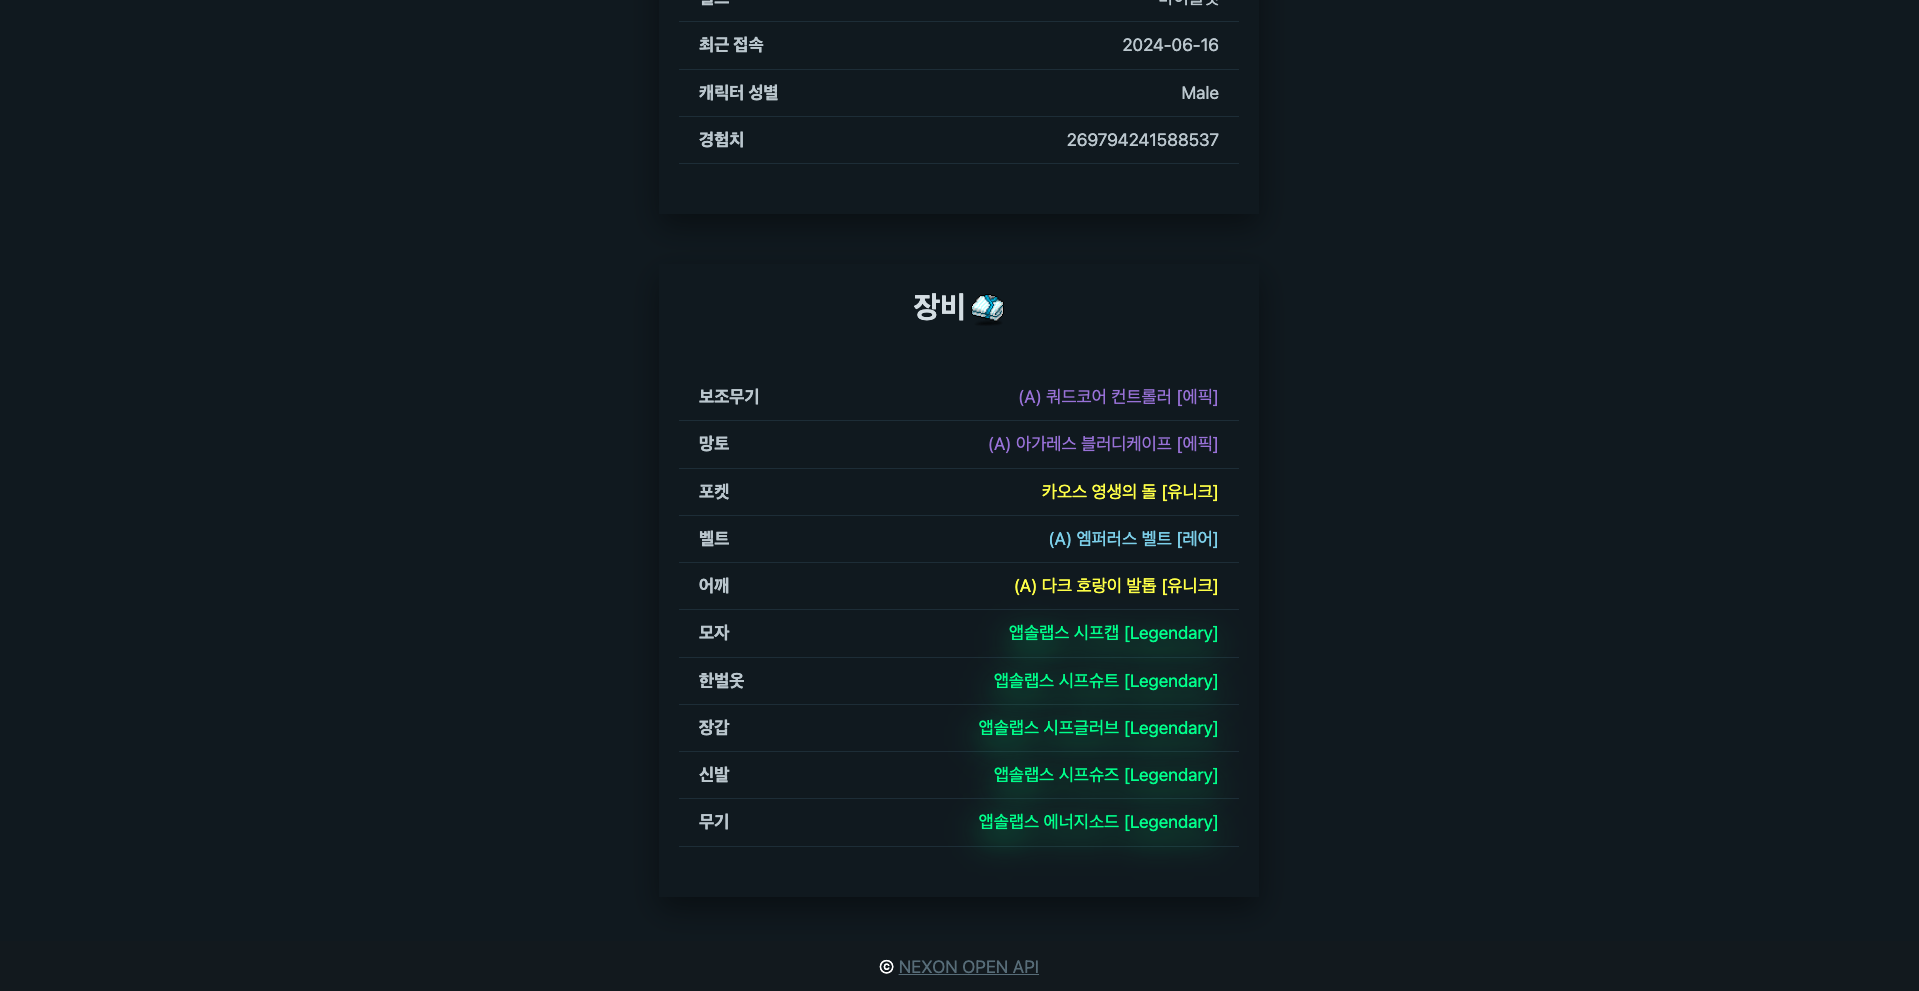 최근 접속 2024-06-16
캐릭터 성별 Male
경험치 269794241588537
장비
보조무기 (A) 쿼드코어 컨트롤러 [에픽]
망토 (A) 아가레스 블러디케이프 [에픽]
포켓 카오스 영생의 돌 [유니크]
벨트 (A) 엠퍼러스 벨트 [레어]
어깨 (A) 다크 호랑이 발톱 [유니크]
모자 앱솔랩스 시프캡 [Legendary]
한벌옷 앱솔랩스 시프슈트 [Legendary]
장갑 앱솔랩스 시프글러브 [Legendary]
신발 앱솔랩스 시프슈즈 [Legendary]
무기 앱솔랩스 에너지소드 [Legendary]
© NEXON OPEN API